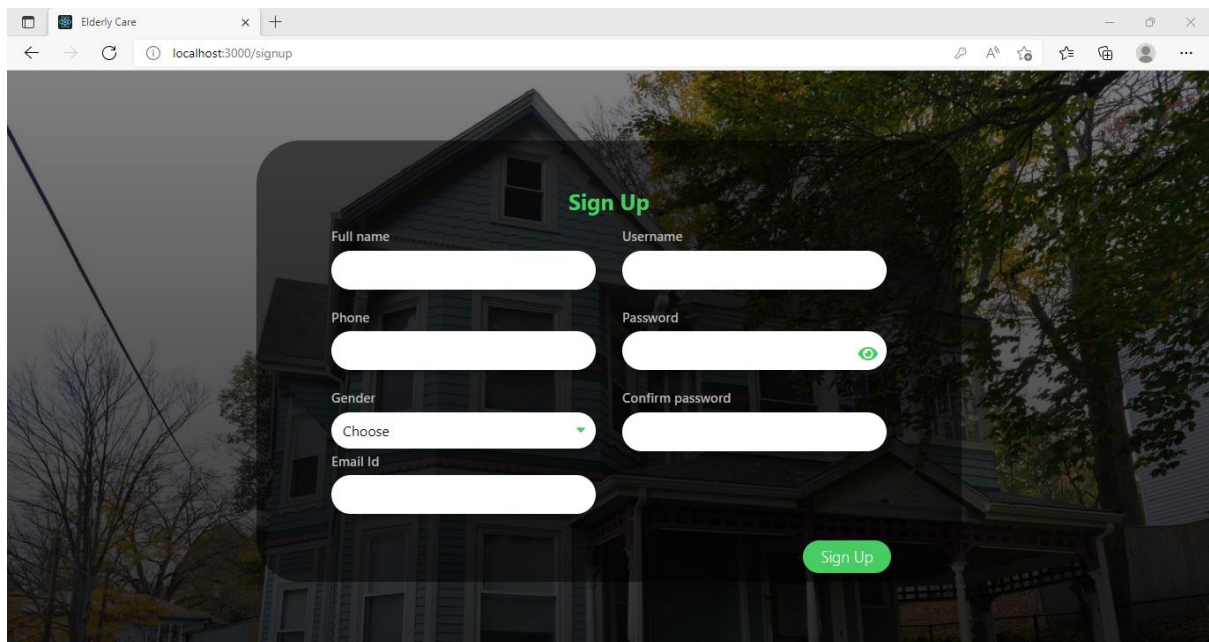 Elderly Care
localhost:3000/signup
Sign Up
Full name
Username
Phone
Password
Gender
Confirm password
Choose
Email Id
Sign Up